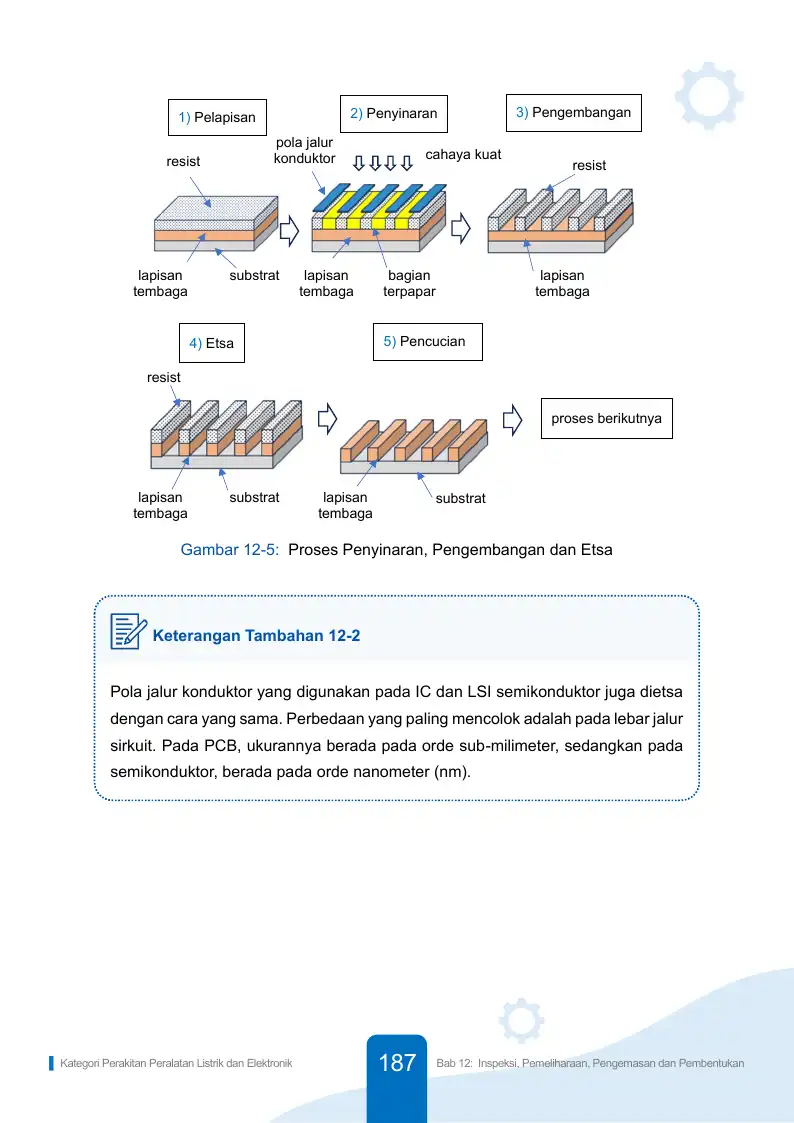 1) Pelapisan
2) Penyinaran
3) Pengembangan
resist
pola jalur
konduktor
cahaya kuat
resist
lapisan
tembaga
substrat
lapisan
tembaga
bagian
terpapar
lapisan
tembaga
4) Etsa
5) Pencucian
resist
proses berikutnya
lapisan
tembaga
substrat
lapisan
tembaga
substrat
Gambar 12-5: Proses Penyinaran, Pengembangan dan Etsa
Keterangan Tambahan 12-2
Pola jalur konduktor yang digunakan pada IC dan LSI semikonduktor juga dietsa
dengan cara yang sama. Perbedaan yang paling mencolok adalah pada lebar jalur
sirkuit. Pada PCB, ukurannya berada pada orde sub-milimeter, sedangkan pada
semikonduktor, berada pada orde nanometer (nm).
Kategori Perakitan Peralatan Listrik dan Elektronik
187
Bab 12: Inspeksi, Pemeliharaan, Pengemasan dan Pembentukan